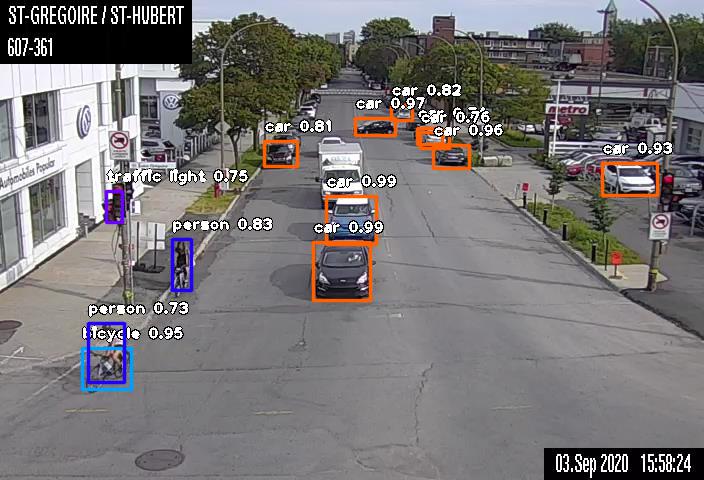 ST-GREGOIRE / ST-HUBERT
607-361
car 0.82
car 0.97
car 0.76
car 0.81
car 0.96
car 0.93
traffic light 0.75
car 0.99
person 0.83
car 0.99
person 0.73
bicycle 0.95
metro
Automobiles Popular
03.Sep 2020 15:58:24